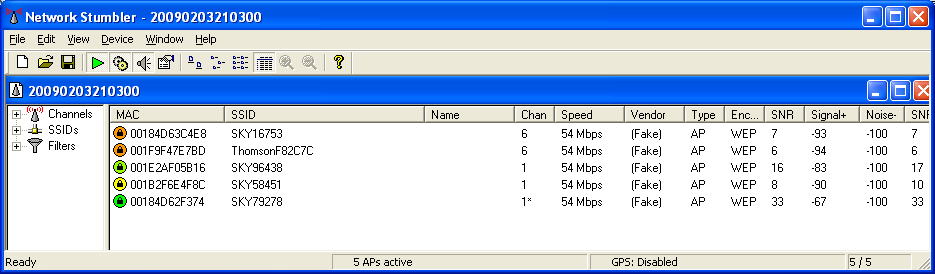 Network Stumbler - 20090203210300
File Edit View Device Window Help
20090203210300
Channels
SSIDs
Filters
MAC SSID Name Chan Speed Vendor Type Enc... SNR Signal+ Noise- SNR
00184D63C4E8 SKY16753 6 54 Mbps (Fake) AP WEP 7 -93 -100 7
001F9F47E7BD ThomsonF82C7C 6 54 Mbps (Fake) AP WEP 6 -94 -100 6
001E2AF05B16 SKY96438 1 54 Mbps (Fake) AP WEP 16 -83 -100 17
001B2F6E4F8C SKY58451 1 54 Mbps (Fake) AP WEP 8 -90 -100 10
00184D62F374 SKY79278 1* 54 Mbps (Fake) AP WEP 33 -67 -100 33
Ready 5 APs active GPS: Disabled 5 / 5